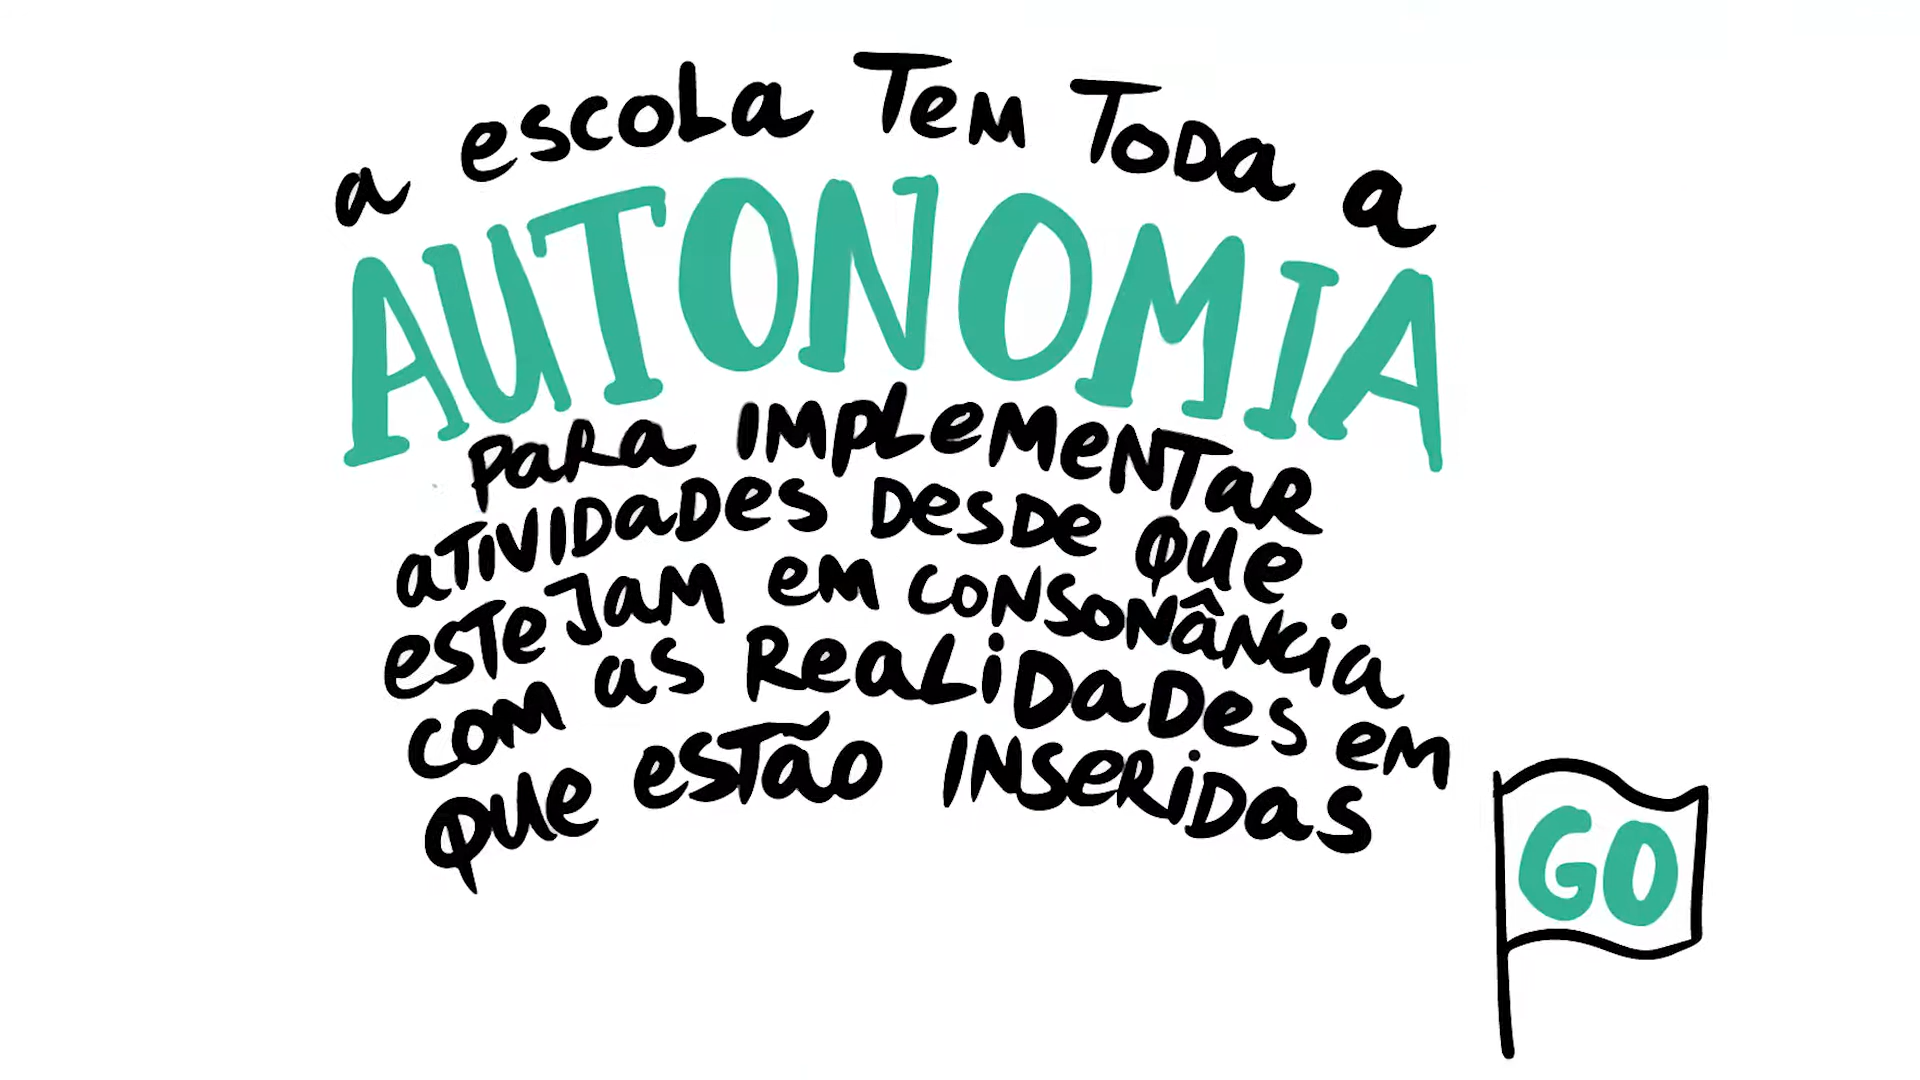 a escola Tem Toda a
AUTONOMIA
para implementar
atividades desde que
estejam em consonância
com as realidades em
que estão inseridas
GO